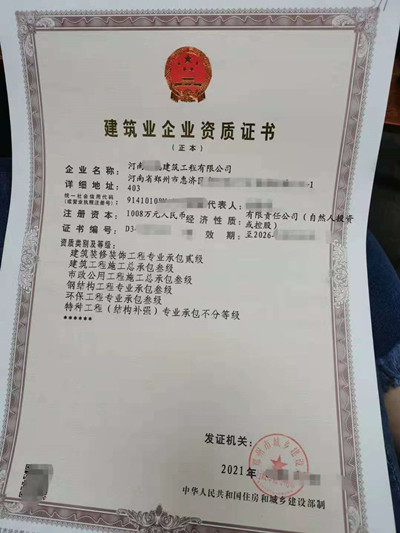 建筑业企业资质证书
（正本）
企业名称：河南 建筑工程有限公司
详细地址：河南省郑州市惠济区 -1
403
统一社会信用代码
（或营业执照注册号）：91410108 法定代表人：
注册资本：1008万元人民币 经济性质：有限责任公司（自然人投资
或控股）
证书编号：D3- 有效期：至2026-
资质类别及等级：
建筑装修装饰工程专业承包贰级
建筑工程施工总承包叁级
市政公用工程施工总承包叁级
钢结构工程专业承包叁级
环保工程专业承包叁级
特种工程（结构补强）专业承包不分等级
******
发证机关：
2021
中华人民共和国住房和城乡建设部制